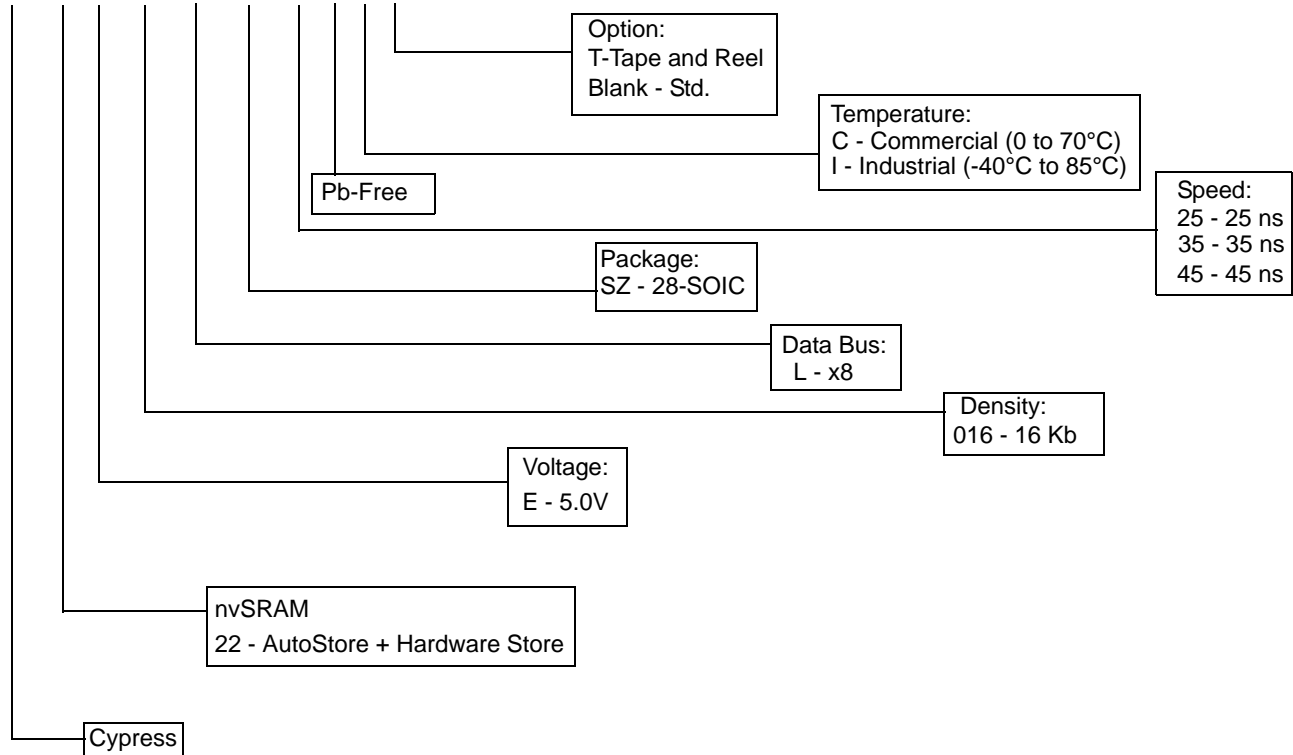 Option:
T-Tape and Reel
Blank - Std.
Temperature:
C - Commercial (0 to 70°C)
I - Industrial (-40°C to 85°C)
Pb-Free
Speed:
25 - 25 ns
35 - 35 ns
45 - 45 ns
Package:
SZ - 28-SOIC
Data Bus:
L - x8
Density:
016 - 16 Kb
Voltage:
E - 5.0V
nvSRAM
22 - AutoStore + Hardware Store
Cypress